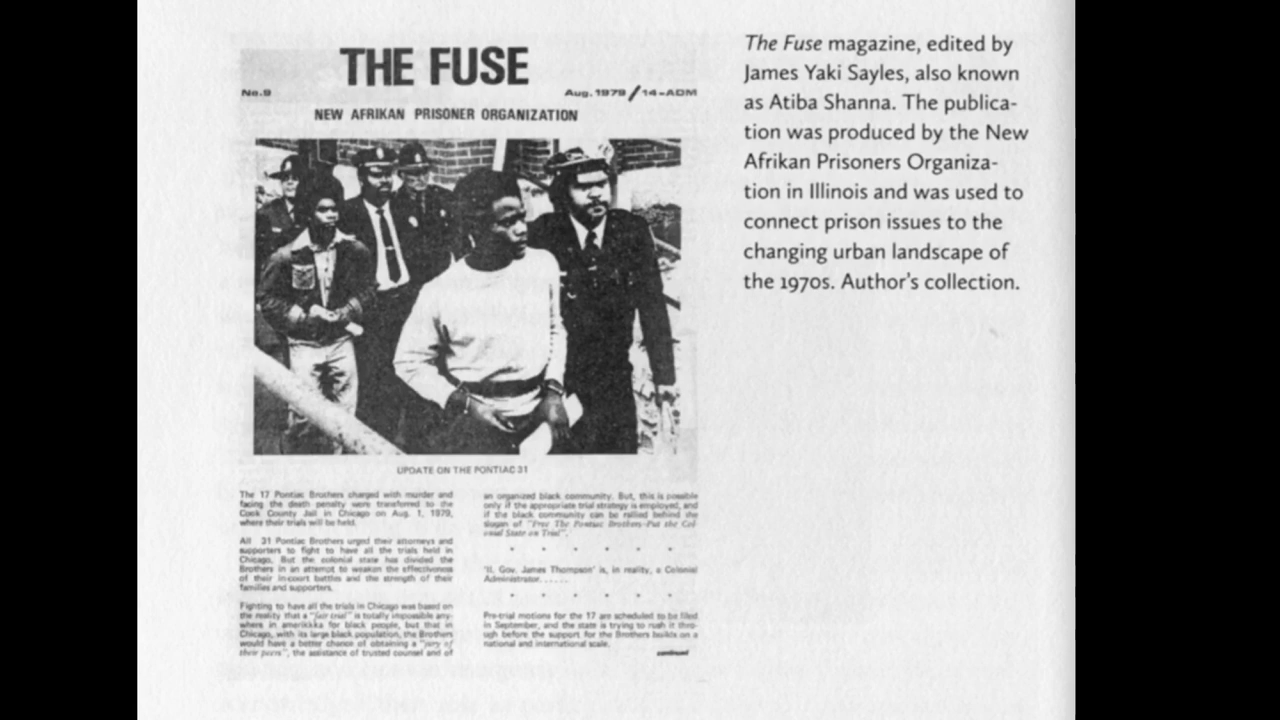 THE FUSE
No.9
Aug. 1979/14-ADM
NEW AFRIKAN PRISONER ORGANIZATION
UPDATE ON THE PONTIAC 31
The 17 Pontiac Brothers charged with murder and
facing the death penalty were transferred to the
Cook County Jail in Chicago on Aug. 1, 1979,
where their trials will be held.
All 31 Pontiac Brothers urged their attorneys and
supporters to fight to have all the trials held in
Chicago. But the colonial state has divided the
Brothers in an attempt to weaken the effectiveness
of their in-court battles and the strength of their
families and supporters.
Fighting to have all the trials in Chicago was based on
the reality that a "fair trial" is totally impossible any-
where in amerikkka for black people, but that in
Chicago, with its large black population, the Brothers
would have a better chance of obtaining a "jury of
their peers", the assistance of trusted counsel and of
an organized black community. But, this is possible
only if the appropriate trial strategy is employed, and
if the black community can be rallied behind the
slogan of "Free The Pontiac Brothers-Put the Col-
onial State on Trial".
* * * * * *
'Il. Gov. James Thompson' is, in reality, a Colonial
Administrator.......
Pre-trial motions for the 17 are scheduled to be filed
in September, and the state is trying to rush it thro-
ugh before the support for the Brothers builds on a
national and international scale.
continued
The Fuse magazine, edited by
James Yaki Sayles, also known
as Atiba Shanna. The publica-
tion was produced by the New
Afrikan Prisoners Organiza-
tion in Illinois and was used to
connect prison issues to the
changing urban landscape of
the 1970s. Author's collection.